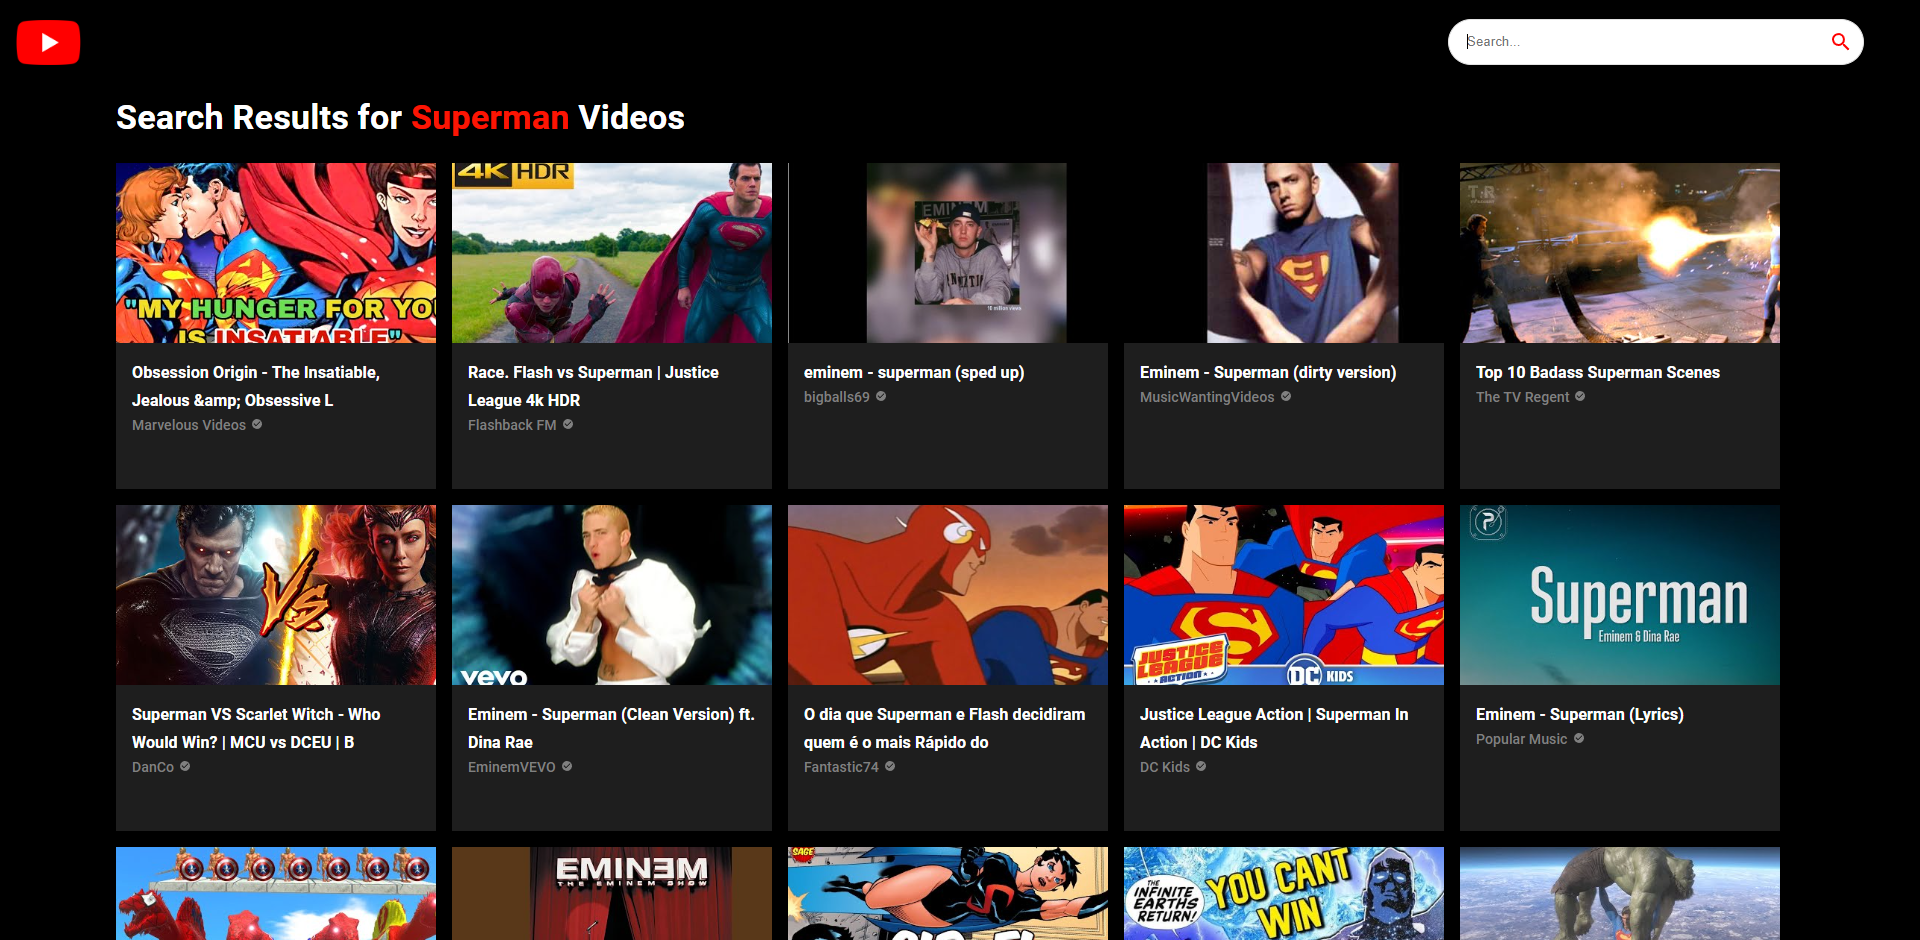 Search...
Search Results for Superman Videos
4K HDR
EMINEM
T R
"MY HUNGER FOR YO
IS INSATIABLE"
10 million views
Obsession Origin - The Insatiable,
Jealous &amp; Obsessive L
Marvelous Videos
Race. Flash vs Superman | Justice
League 4k HDR
Flashback FM
eminem - superman (sped up)
bigballs69
Eminem - Superman (dirty version)
MusicWantingVideos
Top 10 Badass Superman Scenes
The TV Regent
VS
vevo
JUSTICE
LEAGUE
ACTION
DC KIDS
Superman
Eminem & Dina Rae
Superman VS Scarlet Witch - Who
Would Win? | MCU vs DCEU | B
DanCo
Eminem - Superman (Clean Version) ft.
Dina Rae
EminemVEVO
O dia que Superman e Flash decidiram
quem é o mais Rápido do
Fantastic74
Justice League Action | Superman In
Action | DC Kids
DC Kids
Eminem - Superman (Lyrics)
Popular Music
EMINEM
THE EMINEM SHOW
SAGE
THE
INFINITE
EARTHS
RETURN!
YOU CANT
WIN